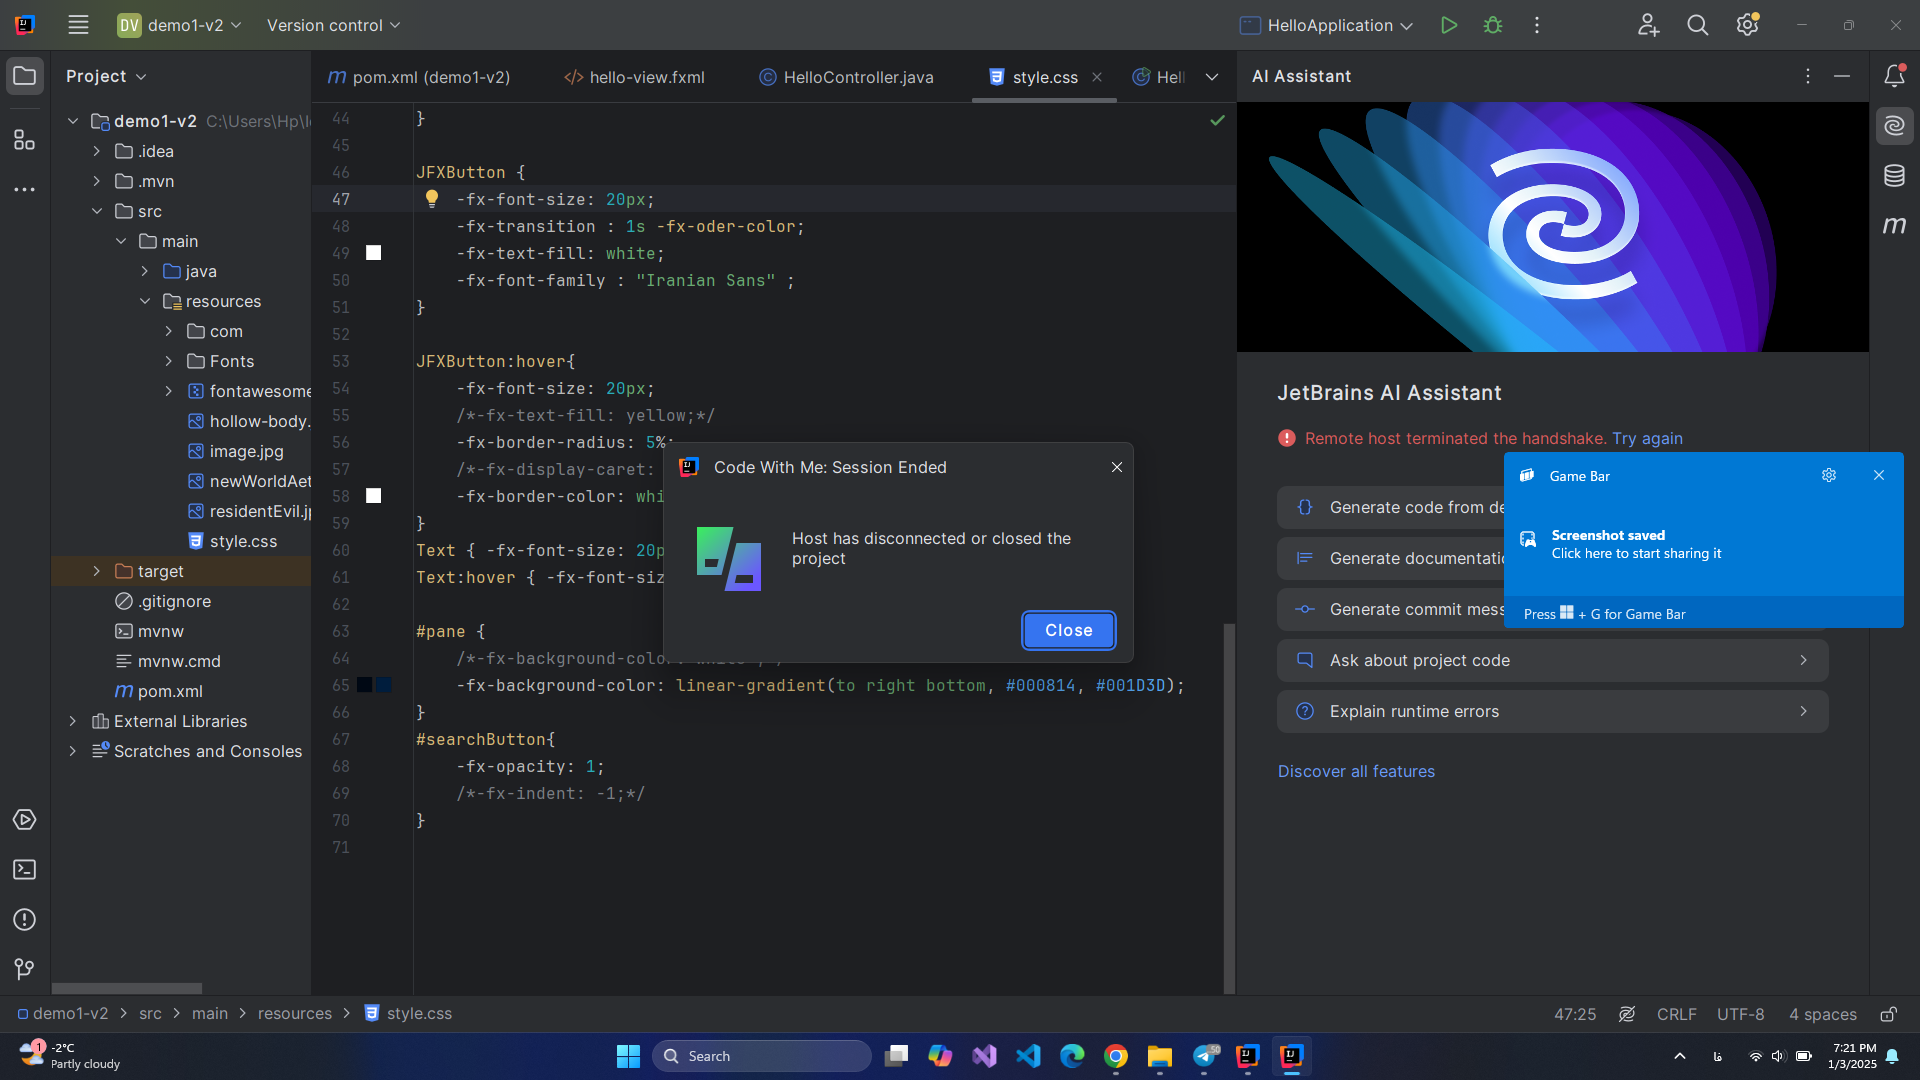 DV demo1-v2
Version control
HelloApplication
Project
demo1-v2 C:\Users\Hp\I
.idea
.mvn
src
main
java
resources
com
Fonts
fontawesome
hollow-body.
image.jpg
newWorldAet
residentEvil.j
style.css
target
.gitignore
mvnw
mvnw.cmd
pom.xml
External Libraries
Scratches and Consoles
pom.xml (demo1-v2)
hello-view.fxml
HelloController.java
style.css
Hell
44 }
45
46 JFXButton {
47 -fx-font-size: 20px;
48 -fx-transition : 1s -fx-oder-color;
49 -fx-text-fill: white;
50 -fx-font-family : "Iranian Sans" ;
51 }
52
53 JFXButton:hover{
54 -fx-font-size: 20px;
55 /*-fx-text-fill: yellow;*/
56 -fx-border-radius: 5%;
57 /*-fx-display-caret:
58 -fx-border-color: whi
59 }
60 Text { -fx-font-size: 20p
61 Text:hover { -fx-font-siz
62
63 #pane {
64 /*-fx-background-color: white ; */
65 -fx-background-color: linear-gradient(to right bottom, #000814, #001D3D);
66 }
67 #searchButton{
68 -fx-opacity: 1;
69 /*-fx-indent: -1;*/
70 }
71
Code With Me: Session Ended
Host has disconnected or closed the
project
Close
AI Assistant
JetBrains AI Assistant
Remote host terminated the handshake. Try again
Generate code from de
Generate documentatio
Generate commit mess
Ask about project code
Explain runtime errors
Discover all features
Game Bar
Screenshot saved
Click here to start sharing it
Press + G for Game Bar
demo1-v2 > src > main > resources > style.css
47:25 CRLF UTF-8 4 spaces
1
-2°C
Partly cloudy
Search
50
فا
7:21 PM
1/3/2025